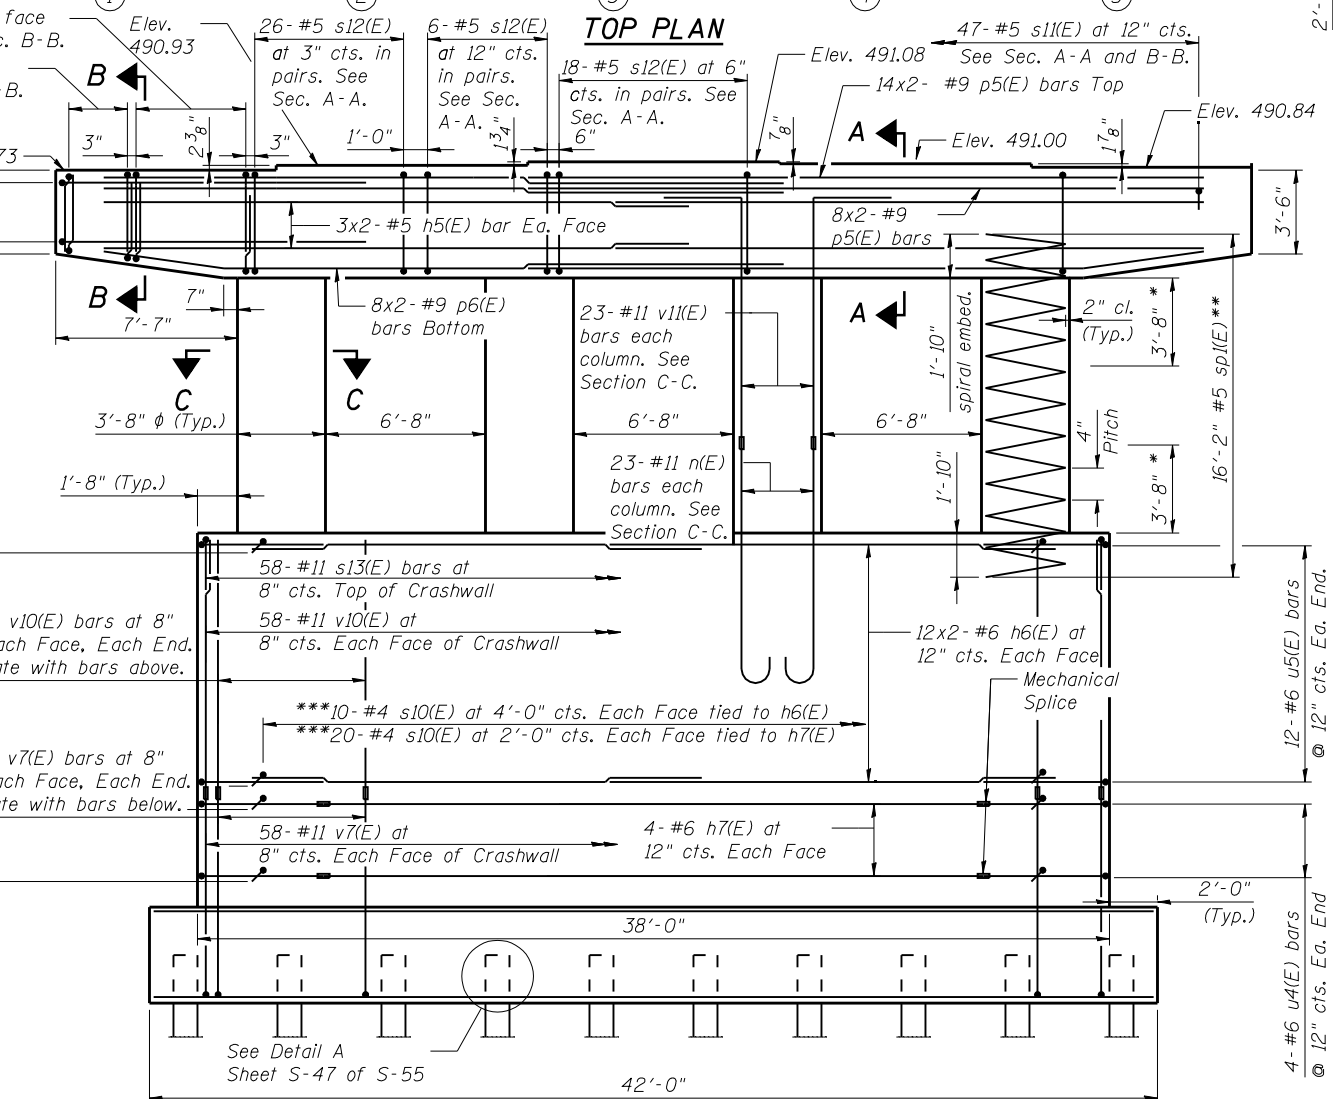 1
2
3
4
5
TOP PLAN
face
c. B-B.
-B.
Elev.
490.93
26-#5 s12(E)
at 3" cts. in
pairs. See
Sec. A-A.
6-#5 s12(E)
at 12" cts.
in pairs.
See Sec.
A-A.
18-#5 s12(E) at 6"
cts. in pairs. See
Sec. A-A.
Elev. 491.08
47-#5 s11(E) at 12" cts.
See Sec. A-A and B-B.
14x2- #9 p5(E) bars Top
Elev. 490.84
Elev. 491.00
2'-
B
A
73
3"
2 3/8"
3"
1'-0"
1 3/4"
6"
7/8"
1 7/8"
3x2-#5 h5(E) bar Ea. Face
8x2-#9
p5(E) bars
3'-6"
B
7"
7'-7"
8x2-#9 p6(E)
bars Bottom
23-#11 v11(E)
bars each
column. See
Section C-C.
A
1'-10"
spiral embed.
2" cl.
(Typ.)
3'-8" *
16'-2" #5 sp1(E)**
C
C
3'-8" ϕ (Typ.)
6'-8"
6'-8"
6'-8"
4"
Pitch
1'-8" (Typ.)
23-#11 n(E)
bars each
column. See
Section C-C.
1'-10"
3'-8" *
58-#11 s13(E) bars at
8" cts. Top of Crashwall
v10(E) bars at 8"
ach Face, Each End.
ate with bars above.
58-#11 v10(E) at
8" cts. Each Face of Crashwall
12x2-#6 h6(E) at
12" cts. Each Face
Mechanical
Splice
12-#6 u5(E) bars
@ 12" cts. Ea. End.
***10-#4 s10(E) at 4'-0" cts. Each Face tied to h6(E)
***20-#4 s10(E) at 2'-0" cts. Each Face tied to h7(E)
v7(E) bars at 8"
ach Face, Each End.
ate with bars below.
58-#11 v7(E) at
8" cts. Each Face of Crashwall
4-#6 h7(E) at
12" cts. Each Face
2'-0"
(Typ.)
38'-0"
4-#6 u4(E) bars
@ 12" cts. Ea. End
See Detail A
Sheet S-47 of S-55
42'-0"